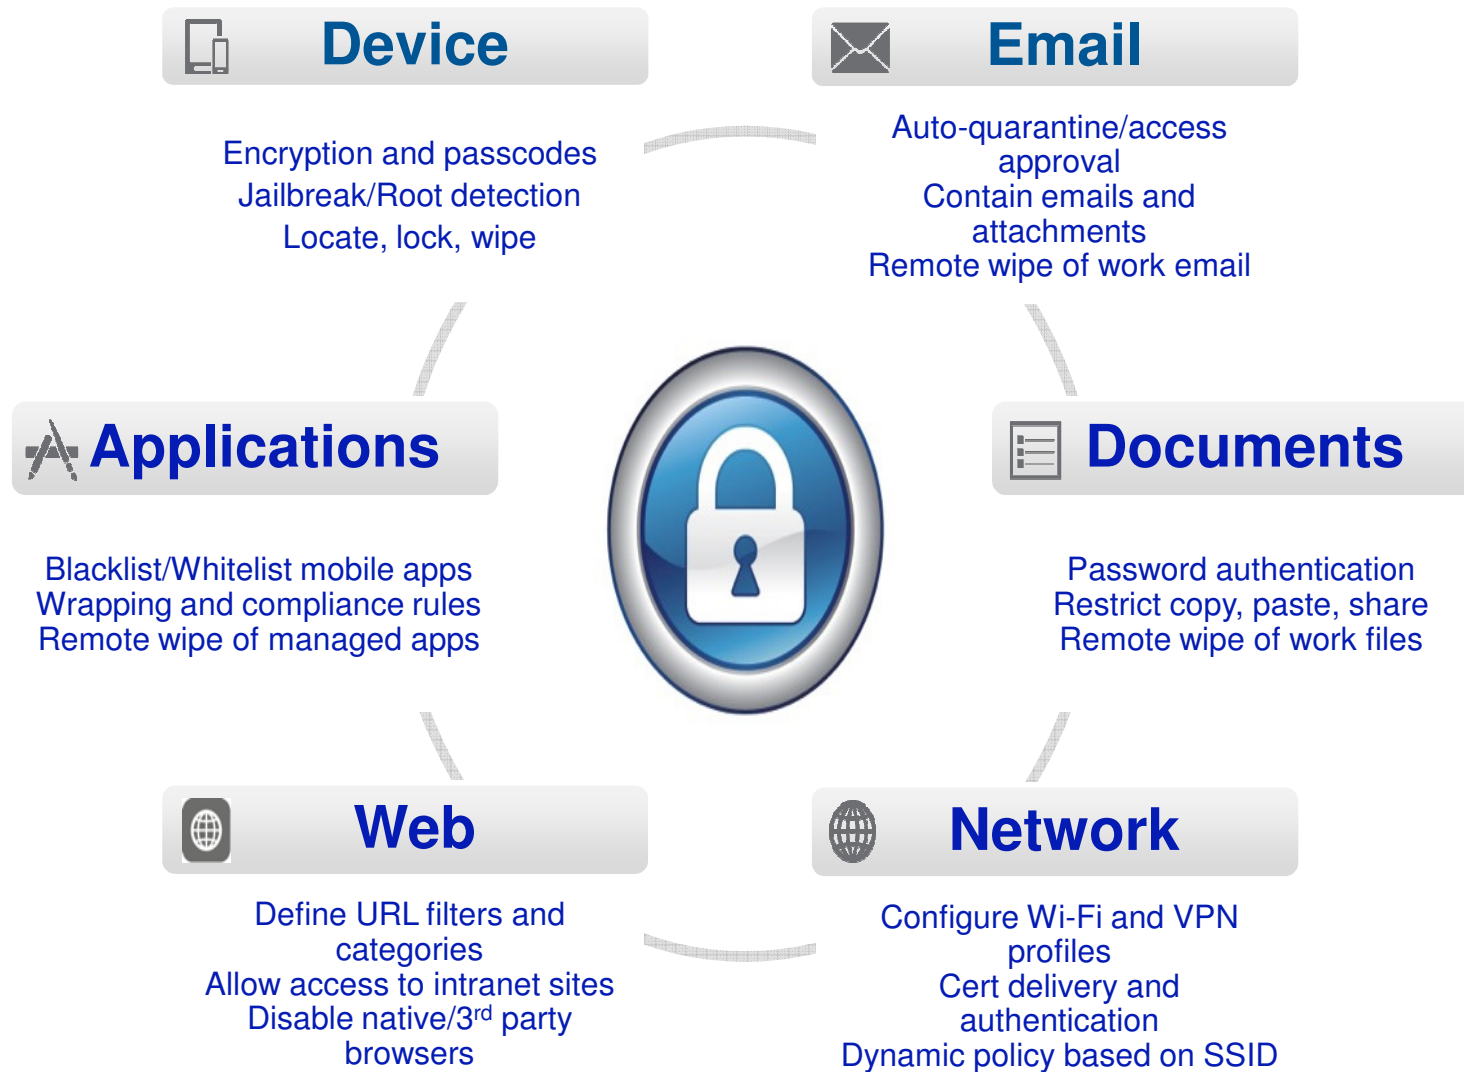 Device
Encryption and passcodes
Jailbreak/Root detection
Locate, lock, wipe
Email
Auto-quarantine/access
approval
Contain emails and
attachments
Remote wipe of work email
Applications
Blacklist/Whitelist mobile apps
Wrapping and compliance rules
Remote wipe of managed apps
Documents
Password authentication
Restrict copy, paste, share
Remote wipe of work files
Web
Define URL filters and
categories
Allow access to intranet sites
Disable native/3rd party
browsers
Network
Configure Wi-Fi and VPN
profiles
Cert delivery and
authentication
Dynamic policy based on SSID